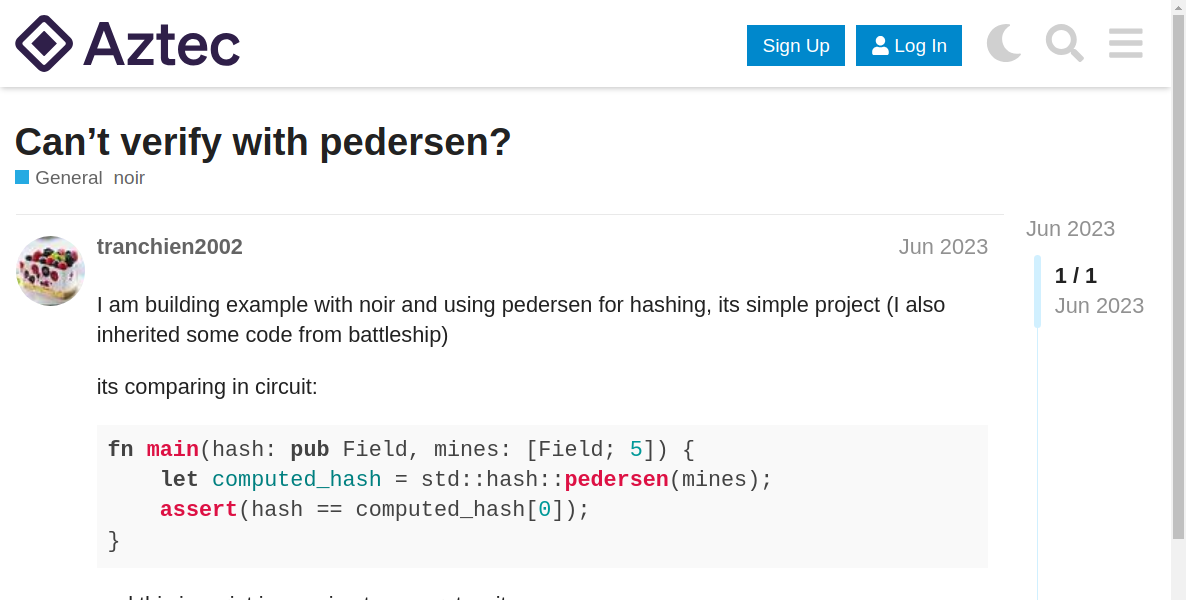 Aztec
Sign Up
Log In
Can’t verify with pedersen?
General noir
tranchien2002
Jun 2023
Jun 2023
1 / 1
Jun 2023
I am building example with noir and using pedersen for hashing, its simple project (I also
inherited some code from battleship)
its comparing in circuit:
fn main(hash: pub Field, mines: [Field; 5]) {
    let computed_hash = std::hash::pedersen(mines);
    assert(hash == computed_hash[0]);
}